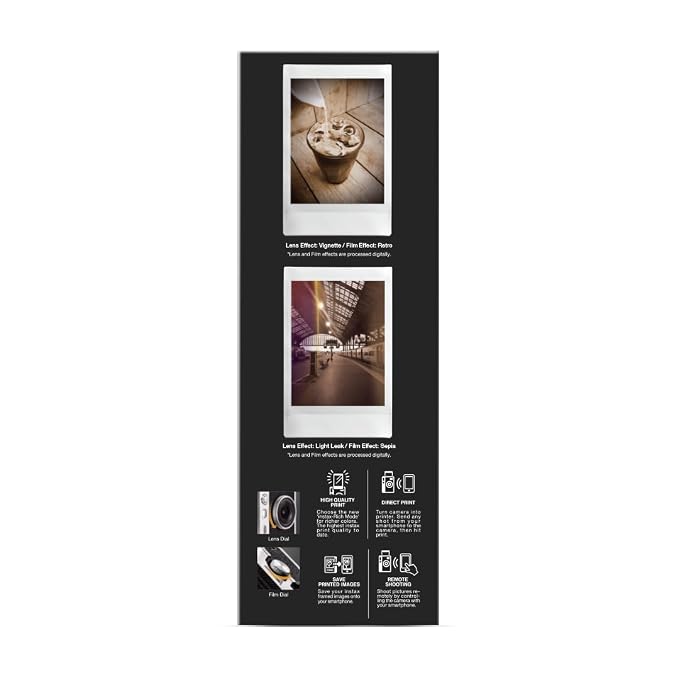 Lens Effect: Vignette / Film Effect: Retro
*Lens and Film effects are processed digitally.
Lens Effect: Light Leak / Film Effect: Sepia
*Lens and Film effects are processed digitally.
Lens Dial
HIGH QUALITY
PRINT
Choose the new
'instax-Rich Mode'
for richer colors.
The highest instax
print quality to
date.
DIRECT PRINT
Turn camera into
printer. Send any
shot from your
smartphone to the
camera, then hit
print.
Film Dial
SAVE
PRINTED IMAGES
Save your instax
framed images onto
your smartphone.
REMOTE
SHOOTING
Shoot pictures re-
motely by control-
ling the camera with
your smartphone.